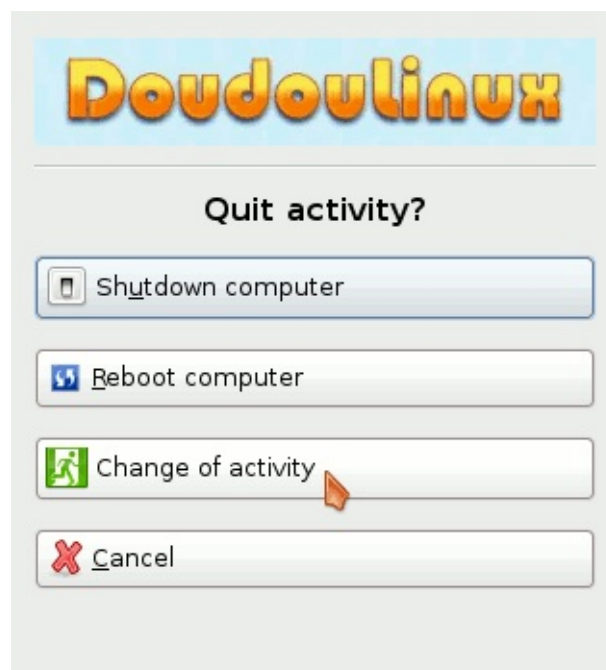 DoudouLinux
Quit activity?
Shutdown computer
Reboot computer
Change of activity
Cancel